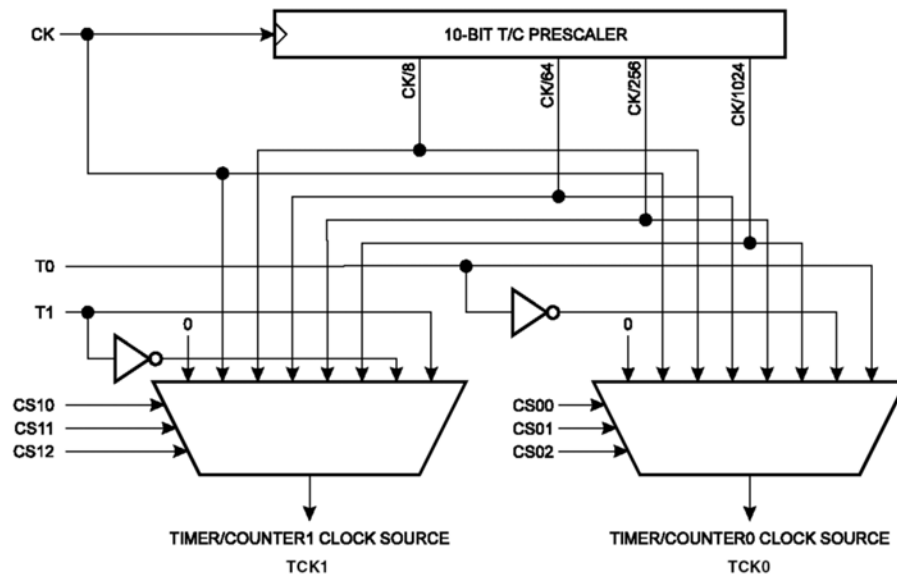 CK
10-BIT T/C PRESCALER
CK/8
CK/64
CK/256
CK/1024
T0
T1
0
0
CS10
CS11
CS12
CS00
CS01
CS02
TIMER/COUNTER1 CLOCK SOURCE
TCK1
TIMER/COUNTER0 CLOCK SOURCE
TCK0